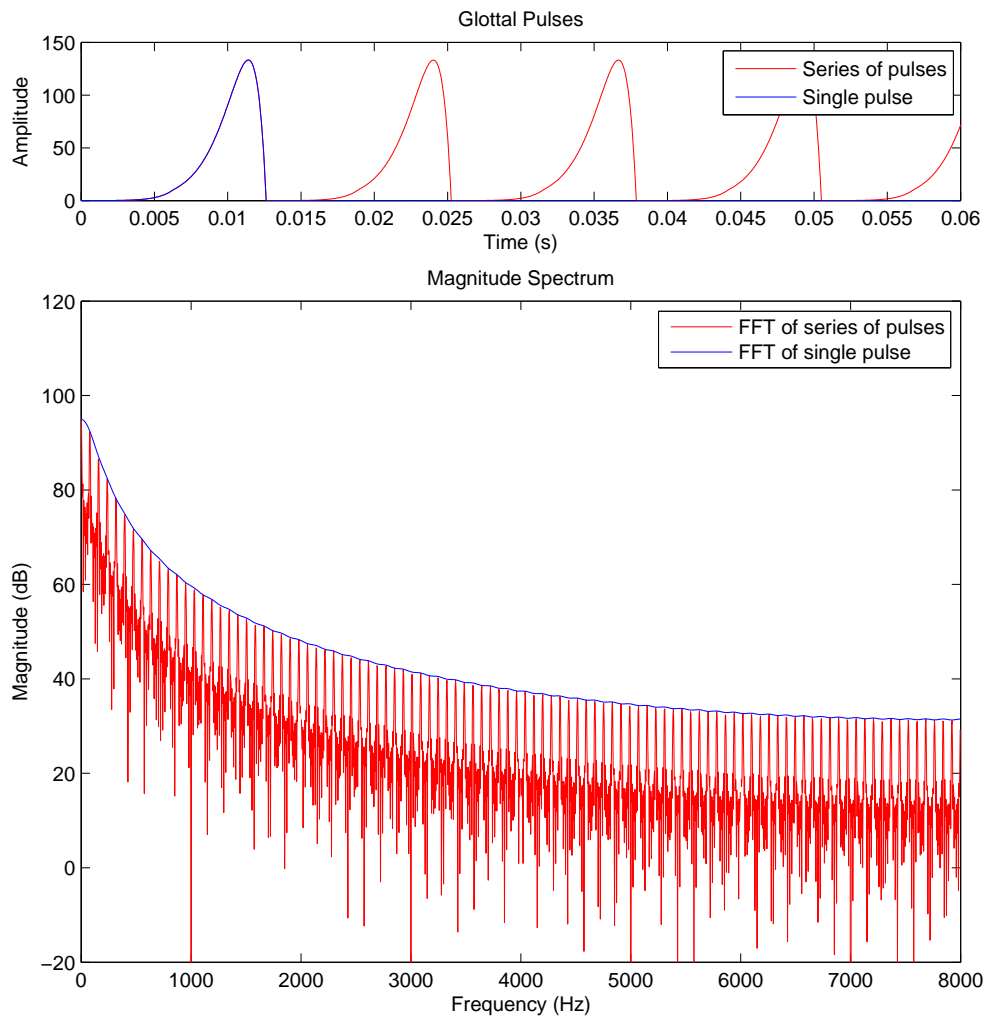 Glottal Pulses
150
100
50
0
Amplitude
Series of pulses
Single pulse
0 0.005 0.01 0.015 0.02 0.025 0.03 0.035 0.04 0.045 0.05 0.055 0.06
Time (s)
Magnitude Spectrum
120
100
80
60
40
20
0
−20
Magnitude (dB)
FFT of series of pulses
FFT of single pulse
0 1000 2000 3000 4000 5000 6000 7000 8000
Frequency (Hz)